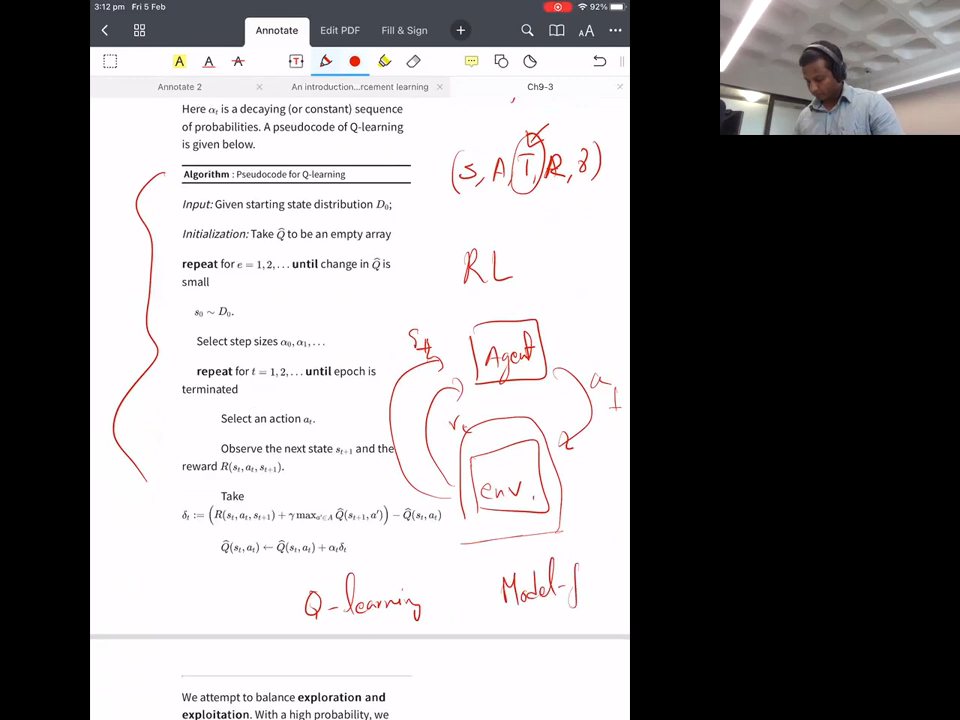 3:12 pm Fri 5 Feb
92%
Annotate
Edit PDF
Fill & Sign
AA
A A A T
Annotate 2 ×
An introduction...rcement learning ×
Ch9-3 ×
Here αₜ is a decaying (or constant) sequence
of probabilities. A pseudocode of Q-learning
is given below.
Algorithm : Pseudocode for Q-learning
Input: Given starting state distribution D₀;
Initialization: Take Q̂ to be an empty array
repeat for e = 1, 2, … until change in Q̂ is
small
s₀ ∼ D₀.
Select step sizes α₀, α₁, …
repeat for t = 1, 2, … until epoch is
terminated
Select an action aₜ.
Observe the next state sₜ₊₁ and the
reward R(sₜ, aₜ, sₜ₊₁).
Take
δₜ := (R(sₜ, aₜ, sₜ₊₁) + γ maxₐ′∈A Q̂(sₜ₊₁, a′)) − Q̂(sₜ, aₜ)
Q̂(sₜ, aₜ) ← Q̂(sₜ, aₜ) + αₜδₜ
(S, A, T, R, γ)
RL
Agent
env.
Q-learning
Model-f
We attempt to balance exploration and
exploitation. With a high probability, we